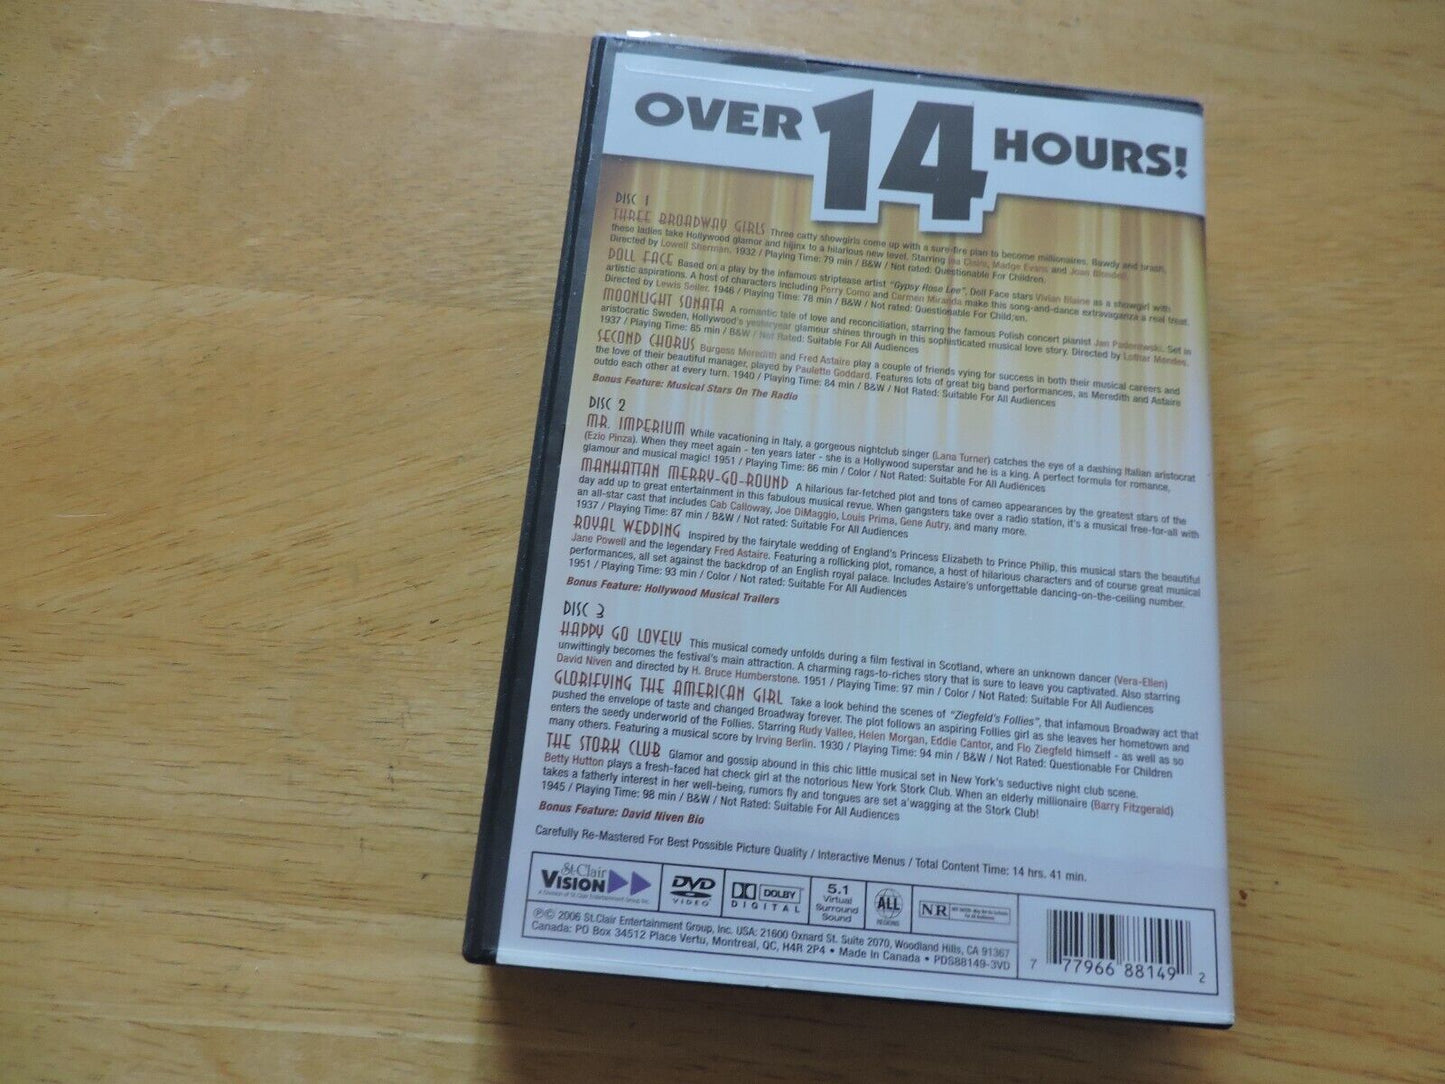 OVER 14 HOURS!
DISC 1
THREE BROADWAY GIRLS Three catty showgirls come up with a sure-fire plan to become millionaires. Bawdy and brash,
these ladies take Hollywood glamor and hijinx to a hilarious new level. Starring Ina Claire, Madge Evans and Joan Blondell.
Directed by Lowell Sherman. 1932 / Playing Time: 79 min / B&W / Not rated: Questionable For Children.
DOLL FACE Based on a play by the infamous striptease artist "Gypsy Rose Lee", Doll Face stars Vivian Blaine as a showgirl with
artistic aspirations. A host of characters including Perry Como and Carmen Miranda make this song-and-dance extravaganza a real treat.
Directed by Lewis Seiler. 1946 / Playing Time: 78 min / B&W / Not rated: Questionable For Children.
MOONLIGHT SONATA A romantic tale of love and reconciliation, starring the famous Polish concert pianist Jan Paderewski. Set in
aristocratic Sweden, Hollywood's yesteryear glamour shines through in this sophisticated musical love story. Directed by Lothar Mendes.
1937 / Playing Time: 85 min / B&W / Not Rated: Suitable For All Audiences
SECOND CHORUS Burgess Meredith and Fred Astaire play a couple of friends vying for success in both their musical careers and
the love of their beautiful manager, played by Paulette Goddard. Features lots of great big band performances, as Meredith and Astaire
outdo each other at every turn. 1940 / Playing Time: 84 min / B&W / Not Rated: Suitable For All Audiences
Bonus Feature: Musical Stars On The Radio
DISC 2
MR. IMPERIUM While vacationing in Italy, a gorgeous nightclub singer (Lana Turner) catches the eye of a dashing Italian aristocrat
(Ezio Pinza). When they meet again - ten years later - she is a Hollywood superstar and he is a king. A perfect formula for romance,
glamour and musical magic! 1951 / Playing Time: 86 min / Color / Not Rated: Suitable For All Audiences
MANHATTAN MERRY-GO-ROUND A hilarious far-fetched plot and tons of cameo appearances by the greatest stars of the
day add up to great entertainment in this fabulous musical revue. When gangsters take over a radio station, it's a musical free-for-all with
an all-star cast that includes Cab Calloway, Joe DiMaggio, Louis Prima, Gene Autry, and many more.
1937 / Playing Time: 87 min / B&W / Not rated: Suitable For All Audiences
ROYAL WEDDING Inspired by the fairytale wedding of England's Princess Elizabeth to Prince Philip, this musical stars the beautiful
Jane Powell and the legendary Fred Astaire. Featuring a rollicking plot, romance, a host of hilarious characters and of course great musical
performances, all set against the backdrop of an English royal palace. Includes Astaire's unforgettable dancing-on-the-ceiling number.
1951 / Playing Time: 93 min / Color / Not rated: Suitable For All Audiences
Bonus Feature: Hollywood Musical Trailers
DISC 3
HAPPY GO LOVELY This musical comedy unfolds during a film festival in Scotland, where an unknown dancer (Vera-Ellen)
unwittingly becomes the festival's main attraction. A charming rags-to-riches story that is sure to leave you captivated. Also starring
David Niven and directed by H. Bruce Humberstone. 1951 / Playing Time: 97 min / Color / Not Rated: Suitable For All Audiences
GLORIFYING THE AMERICAN GIRL Take a look behind the scenes of "Ziegfeld's Follies", that infamous Broadway act that
pushed the envelope of taste and changed Broadway forever. The plot follows an aspiring Follies girl as she leaves her hometown and
enters the seedy underworld of the Follies. Starring Rudy Vallee, Helen Morgan, Eddie Cantor, and Flo Ziegfeld himself - as well as so
many others. Featuring a musical score by Irving Berlin. 1930 / Playing Time: 94 min / B&W / Not Rated: Questionable For Children
THE STORK CLUB Glamor and gossip abound in this chic little musical set in New York's seductive night club scene.
Betty Hutton plays a fresh-faced hat check girl at the notorious New York Stork Club. When an elderly millionaire (Barry Fitzgerald)
takes a fatherly interest in her well-being, rumors fly and tongues are set a'wagging at the Stork Club!
1945 / Playing Time: 98 min / B&W / Not Rated: Suitable For All Audiences
Bonus Feature: David Niven Bio
Carefully Re-Mastered For Best Possible Picture Quality / Interactive Menus / Total Content Time: 14 hrs. 41 min.
St-Clair
VISION
A Division of St. Clair Entertainment Group Inc.
DVD
VIDEO
DOLBY
DIGITAL
5.1
Virtual
Surround
Sound
ALL
REGIONS
NR
℗© 2006 St.Clair Entertainment Group, Inc. USA: 21600 Oxnard St. Suite 2070, Woodland Hills, CA 91367
Canada: PO Box 34512 Place Vertu, Montreal, QC, H4R 2P4 • Made In Canada • PDS88149-3VD
7 77966 88149 2